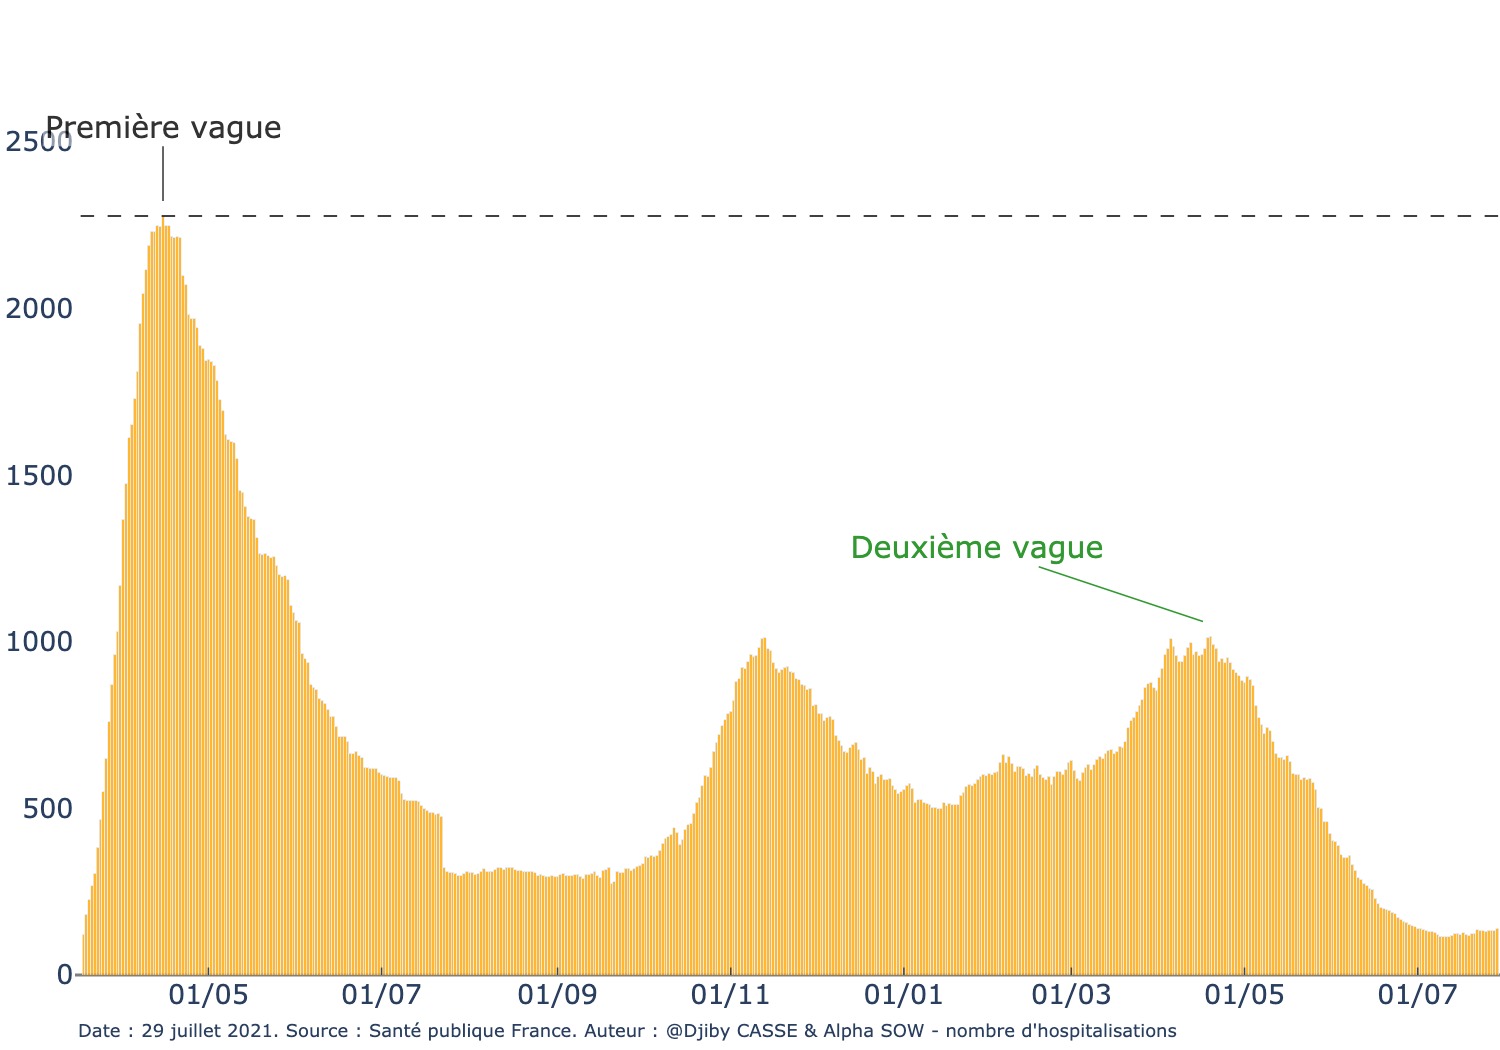 Première vague
2500
2000
1500
Deuxième vague
1000
500
0
01/05 01/07 01/09 01/11 01/01 01/03 01/05 01/07
Date : 29 juillet 2021. Source : Santé publique France. Auteur : @Djiby CASSE & Alpha SOW - nombre d'hospitalisations